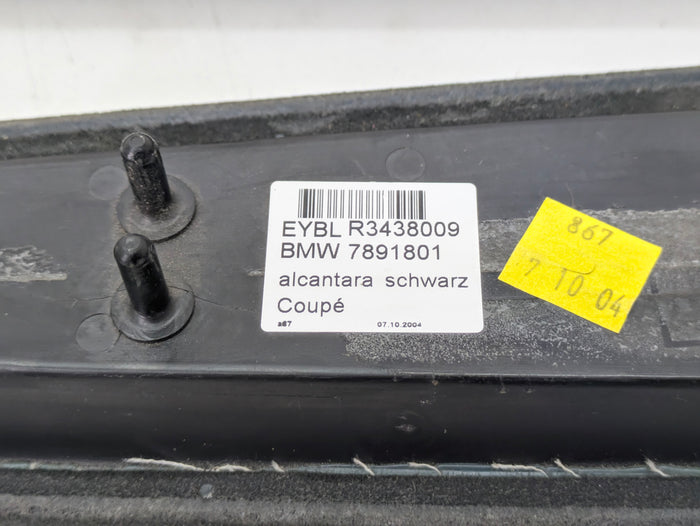 EYBL R3438009
BMW 7891801
alcantara schwarz
Coupé
a67 07.10.2004
867
7 10 04